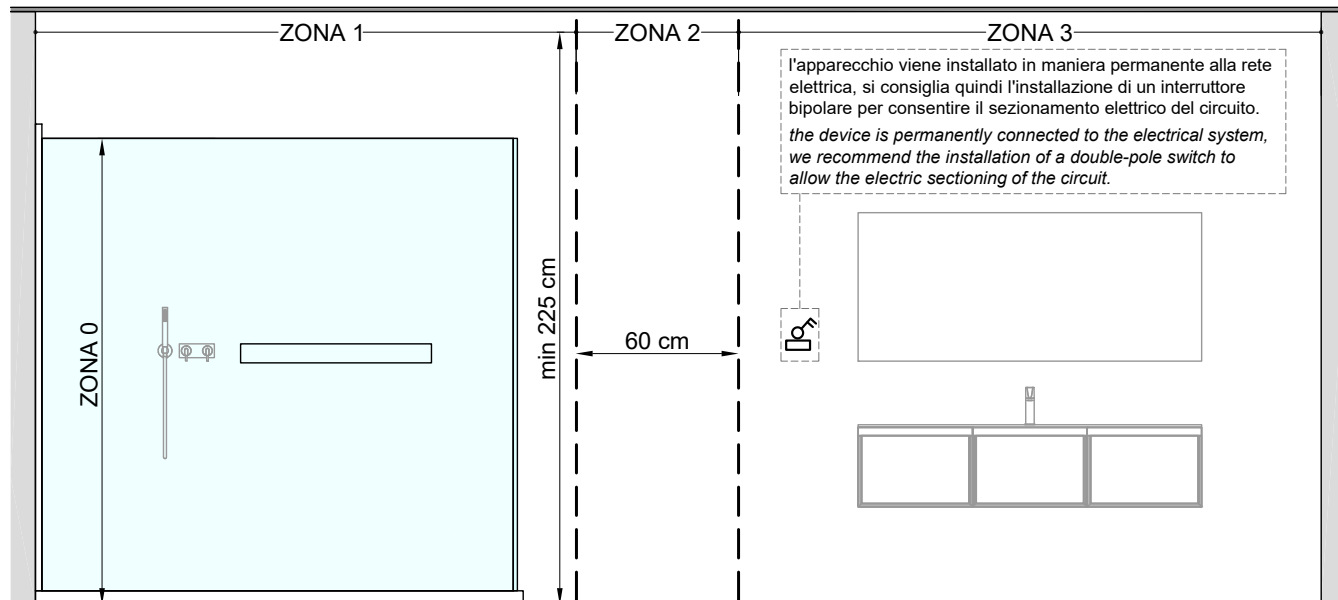 ZONA 1
ZONA 2
ZONA 3
l'apparecchio viene installato in maniera permanente alla rete
elettrica, si consiglia quindi l'installazione di un interruttore
bipolare per consentire il sezionamento elettrico del circuito.
the device is permanently connected to the electrical system,
we recommend the installation of a double-pole switch to
allow the electric sectioning of the circuit.
ZONA 0
min 225 cm
60 cm